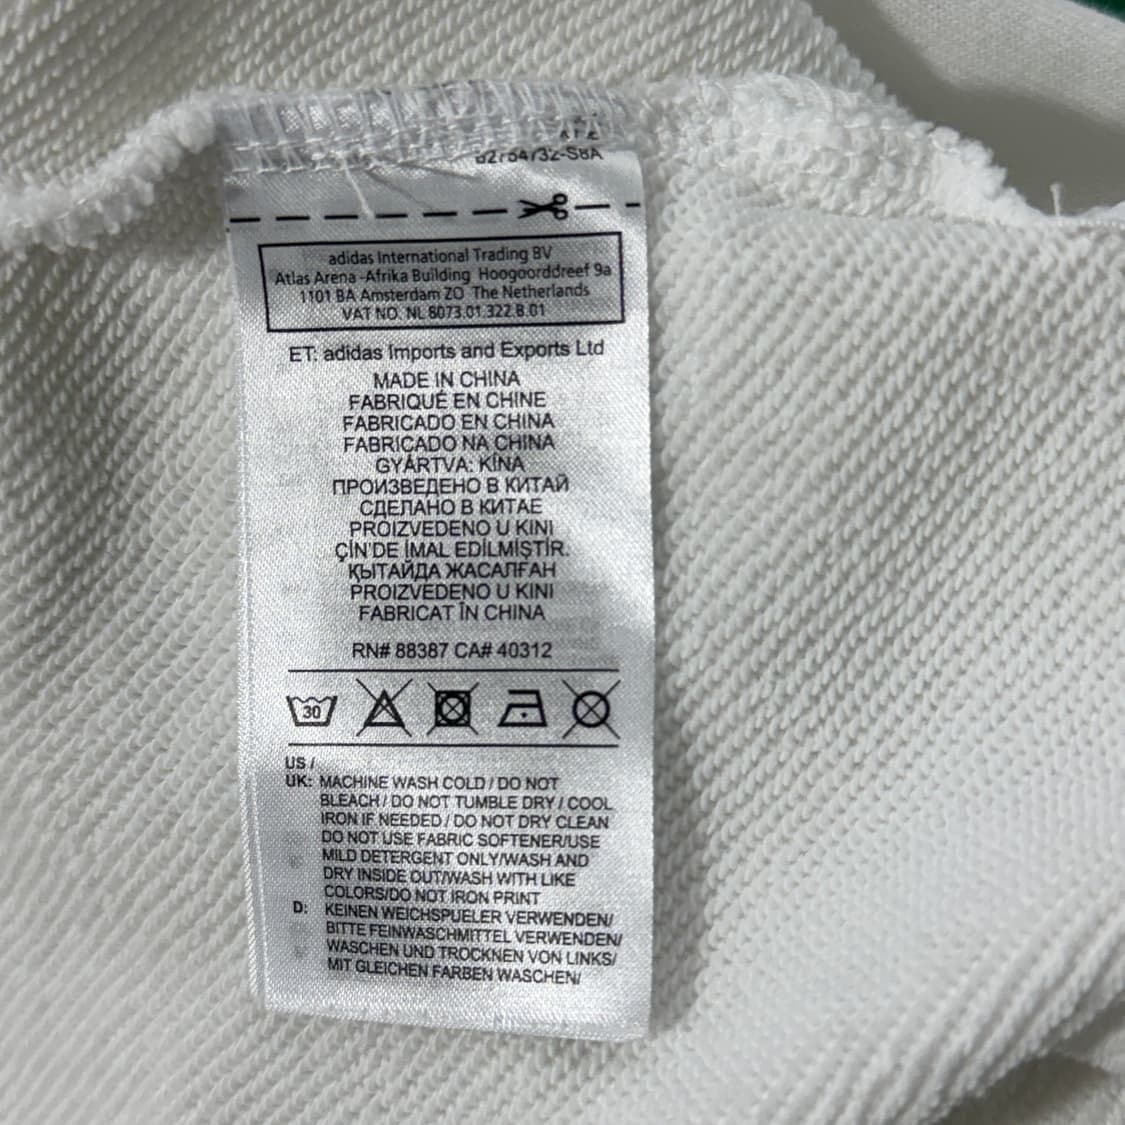 adidas International Trading BV
Atlas Arena -Afrika Building Hoogoorddreef 9a
1101 BA Amsterdam ZO The Netherlands
VAT NO. NL 8073.01.322.B.01
ET: adidas Imports and Exports Ltd
MADE IN CHINA
FABRIQUÉ EN CHINE
FABRICADO EN CHINA
FABRICADO NA CHINA
GYÁRTVA: KÍNA
ПРОИЗВЕДЕНО В КИТАЙ
СДЕЛАНО В КИТАЕ
PROIZVEDENO U KINI
ÇİN'DE İMAL EDİLMİŞTİR.
ҚЫТАЙДА ЖАСАЛҒАН
PROIZVEDENO U KINI
FABRICAT ÎN CHINA
RN# 88387 CA# 40312
30
US /
UK: MACHINE WASH COLD / DO NOT
BLEACH / DO NOT TUMBLE DRY / COOL
IRON IF NEEDED / DO NOT DRY CLEAN
DO NOT USE FABRIC SOFTENER/USE
MILD DETERGENT ONLY/WASH AND
DRY INSIDE OUT/WASH WITH LIKE
COLORS/DO NOT IRON PRINT
D: KEINEN WEICHSPUELER VERWENDEN/
BITTE FEINWASCHMITTEL VERWENDEN/
WASCHEN UND TROCKNEN VON LINKS/
MIT GLEICHEN FARBEN WASCHEN/